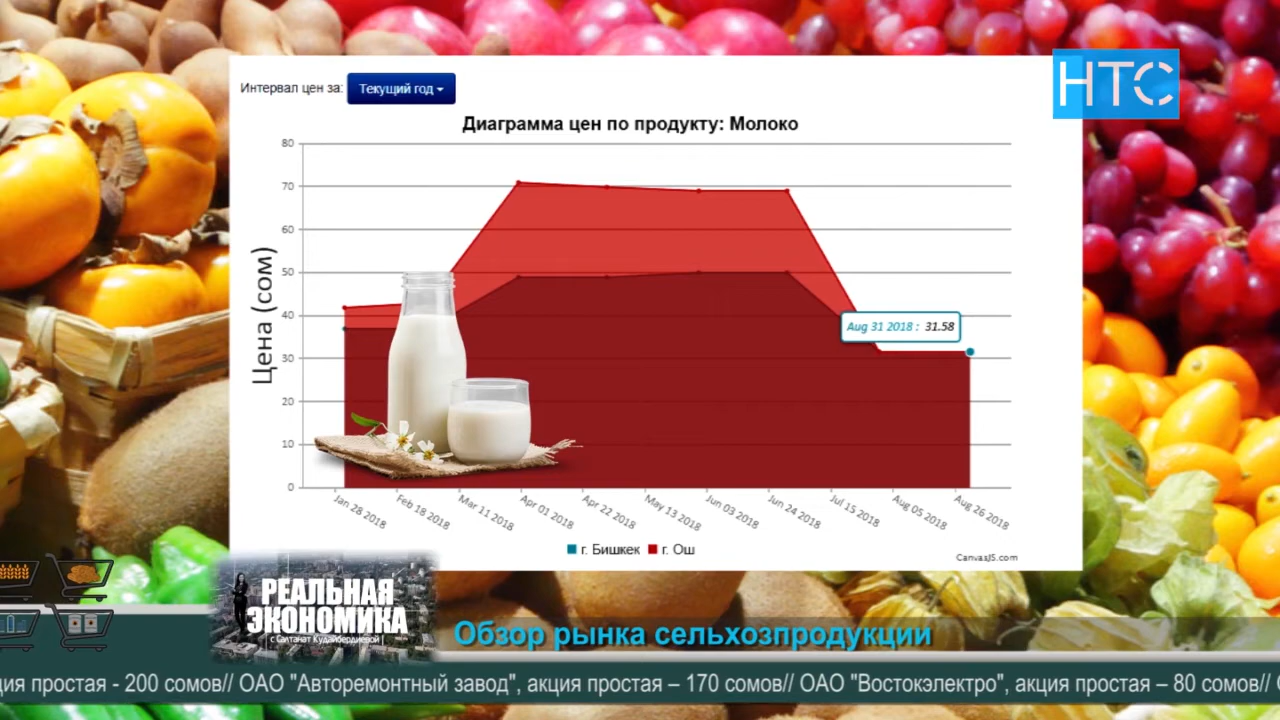 Интервал цен за: Текущий год
НТС
Диаграмма цен по продукту: Молоко
Цена (сом)
80
70
60
50
40
30
20
10
0
Aug 31 2018 : 31.58
Jan 28 2018
Feb 18 2018
Mar 11 2018
Apr 01 2018
Apr 22 2018
May 13 2018
Jun 03 2018
Jun 24 2018
Jul 15 2018
Aug 05 2018
Aug 26 2018
г. Бишкек г. Ош
CanvasJS.com
РЕАЛЬНАЯ
ЭКОНОМИКА
с Салтанат Кудайбердиевой
Обзор рынка сельхозпродукции
ция простая - 200 сомов// ОАО "Авторемонтный завод", акция простая – 170 сомов// ОАО "Востокэлектро", акция простая – 80 сомов//